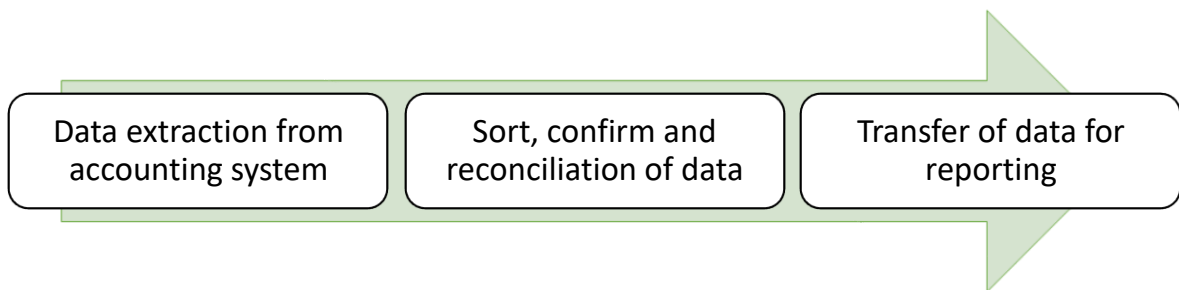 Data extraction from
accounting system
Sort, confirm and
reconciliation of data
Transfer of data for
reporting